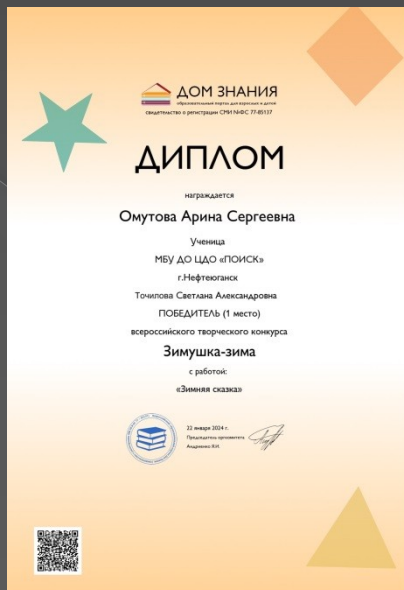 ДОМ ЗНАНИЯ
образовательный портал для взрослых и детей
свидетельство о регистрации СМИ №ФС 77-85137
ДИПЛОМ
награждается
Омутова Арина Сергеевна
Ученица
МБУ ДО ЦДО «ПОИСК»
г.Нефтеюганск
Точилова Светлана Александровна
ПОБЕДИТЕЛЬ (1 место)
всероссийского творческого конкурса
Зимушка-зима
с работой:
«Зимняя сказка»
22 января 2024 г.
Председатель оргкомитета